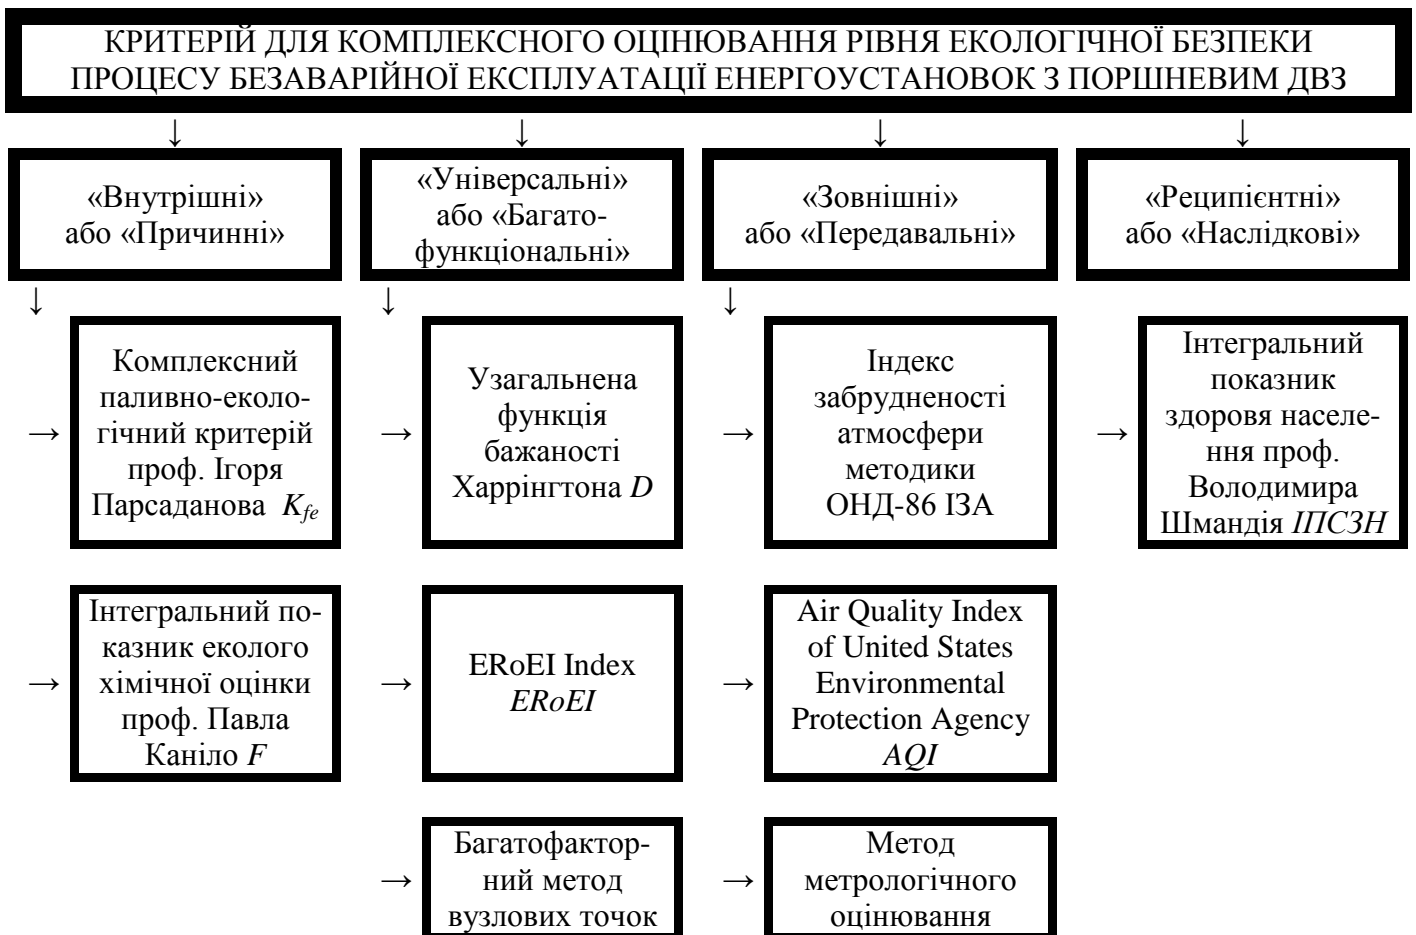 КРИТЕРІЙ ДЛЯ КОМПЛЕКСНОГО ОЦІНЮВАННЯ РІВНЯ ЕКОЛОГІЧНОЇ БЕЗПЕКИ
ПРОЦЕСУ БЕЗАВАРІЙНОЇ ЕКСПЛУАТАЦІЇ ЕНЕРГОУСТАНОВОК З ПОРШНЕВИМ ДВЗ
↓ ↓ ↓ ↓
«Внутрішні»
або «Причинні»
«Універсальні»
або «Багато-
функціональні»
«Зовнішні»
або «Передавальні»
«Реципієнтні»
або «Наслідкові»
↓ ↓ ↓
→
Комплексний
паливно-еколо-
гічний критерій
проф. Ігоря
Парсаданова K_fe
→
Узагальнена
функція
бажаності
Харрінгтона D
→
Індекс
забрудненості
атмосфери
методики
ОНД-86 ІЗА
→
Інтегральний
показник
здоровя населе-
ння проф.
Володимира
Шмандія ІПСЗН
→
Інтегральний по-
казник еколого
хімічної оцінки
проф. Павла
Каніло F
→
ERoEI Index
ERoEI
→
Air Quality Index
of United States
Environmental
Protection Agency
AQI
→
Багатофактор-
ний метод
вузлових точок
→
Метод
метрологічного
оцінювання